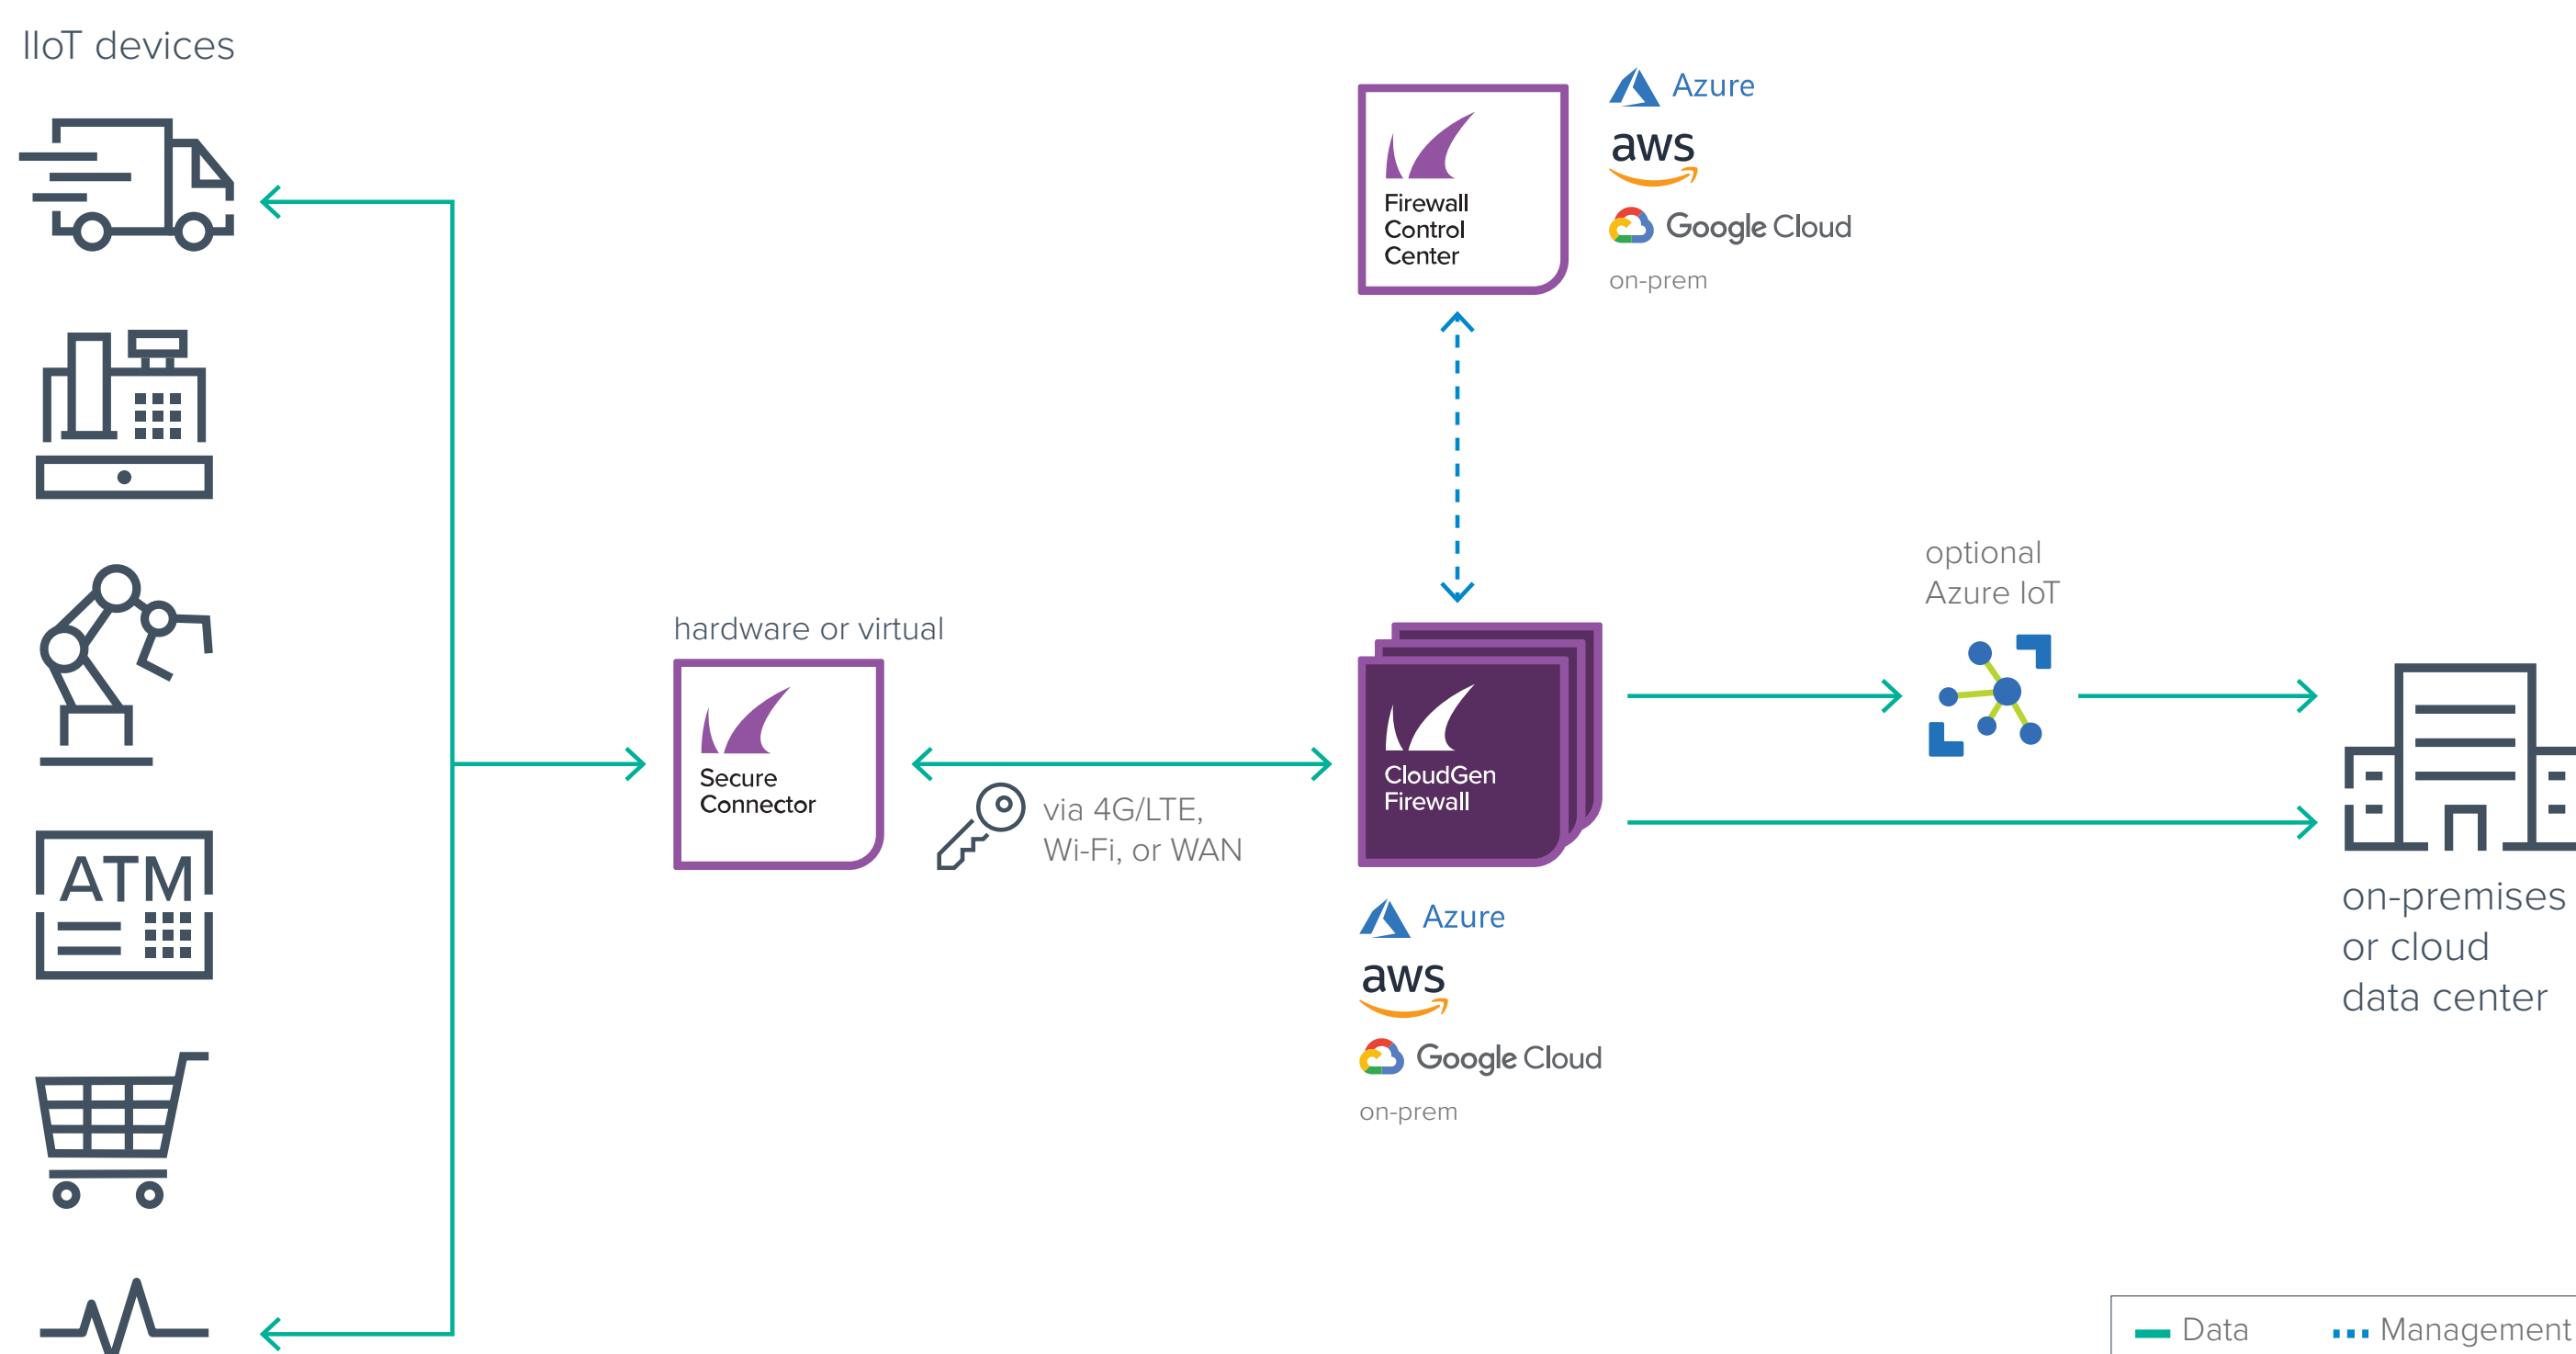 IIoT devices
Azure
aws
Firewall
Control
Center
Google Cloud
on-prem
optional
Azure IoT
hardware or virtual
Secure
Connector
CloudGen
Firewall
via 4G/LTE,
Wi-Fi, or WAN
ATM
on-premises
or cloud
data center
Azure
aws
Google Cloud
on-prem
Data
Management